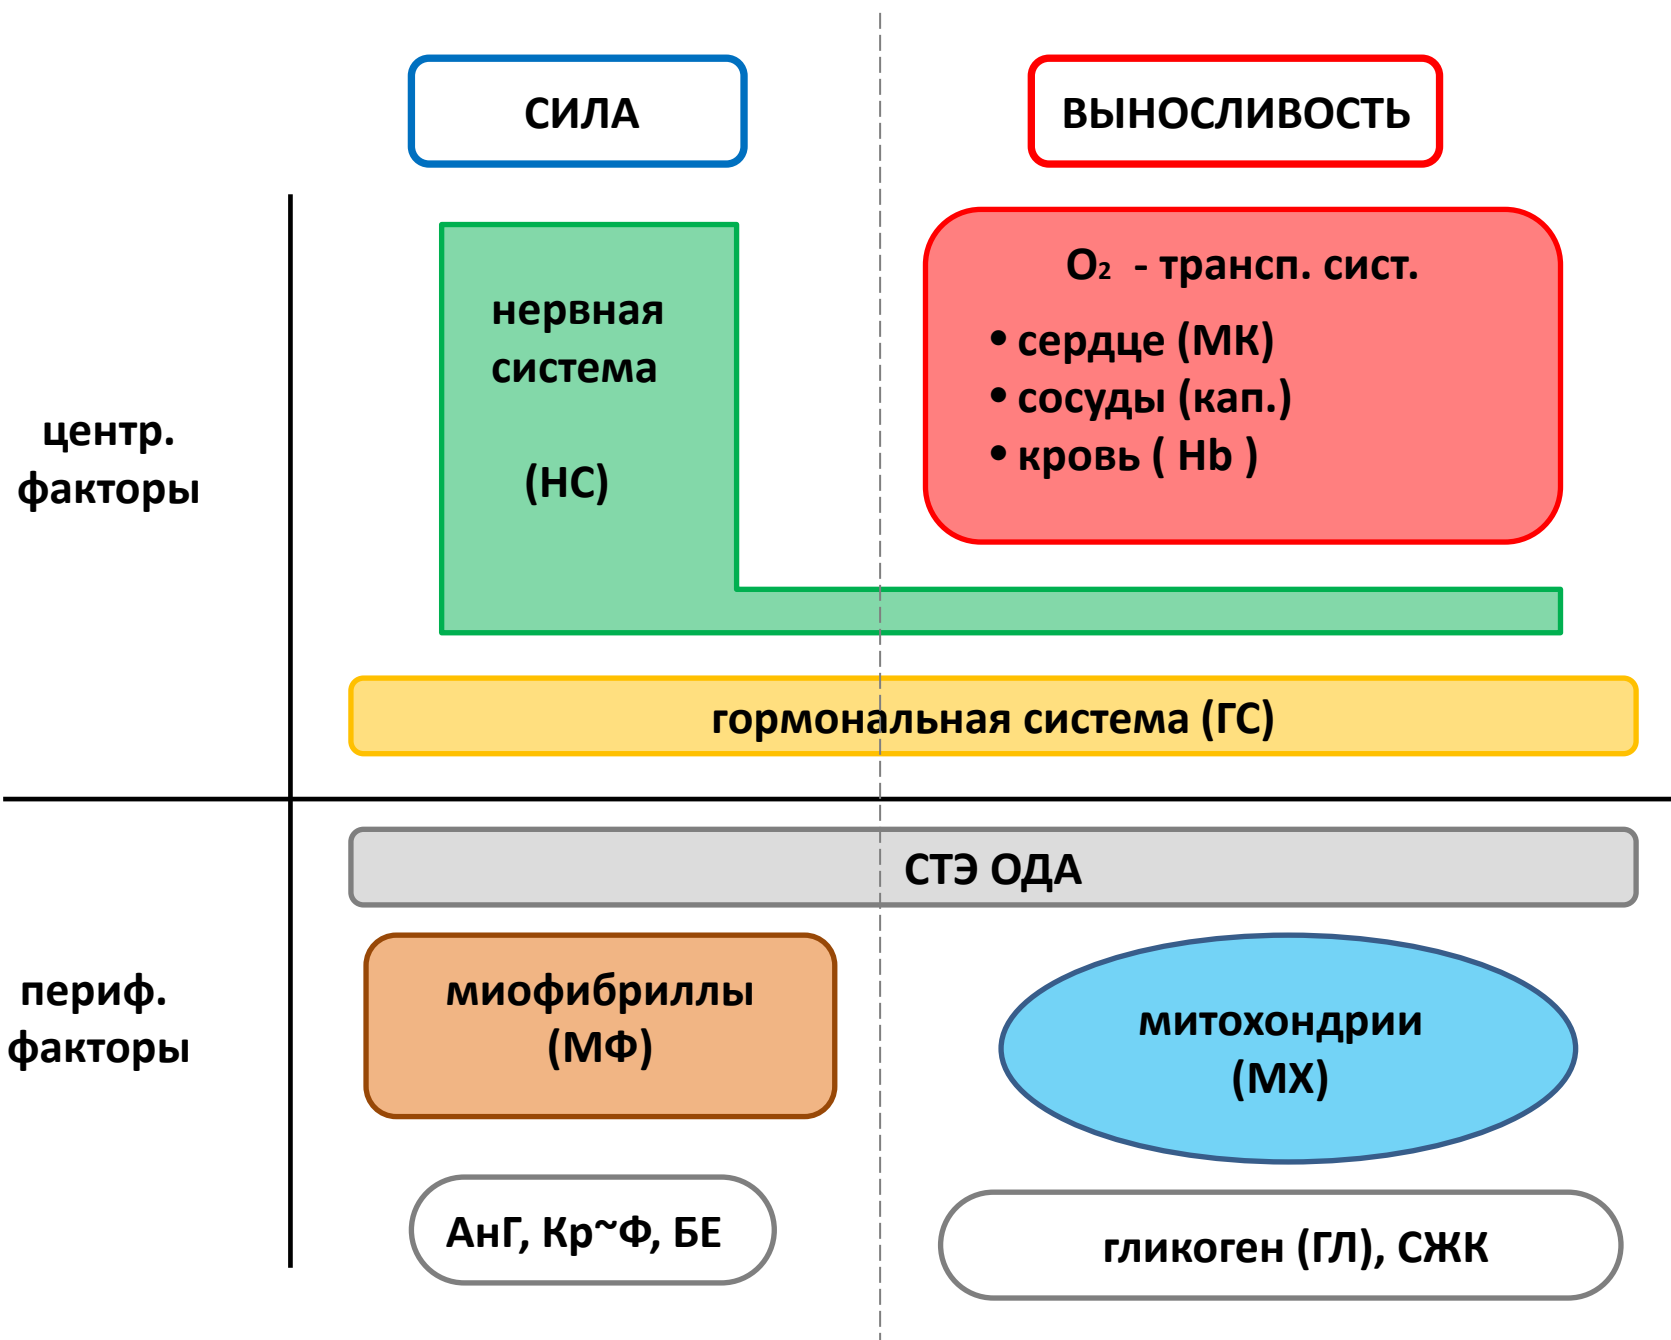 СИЛА
ВЫНОСЛИВОСТЬ
центр.
факторы
нервная
система
(НС)
O₂ - трансп. сист.
• сердце (МК)
• сосуды (кап.)
• кровь ( Hb )
гормональная система (ГС)
СТЭ ОДА
периф.
факторы
миофибриллы
(МФ)
митохондрии
(МХ)
АнГ, Кр~Ф, БЕ
гликоген (ГЛ), СЖК